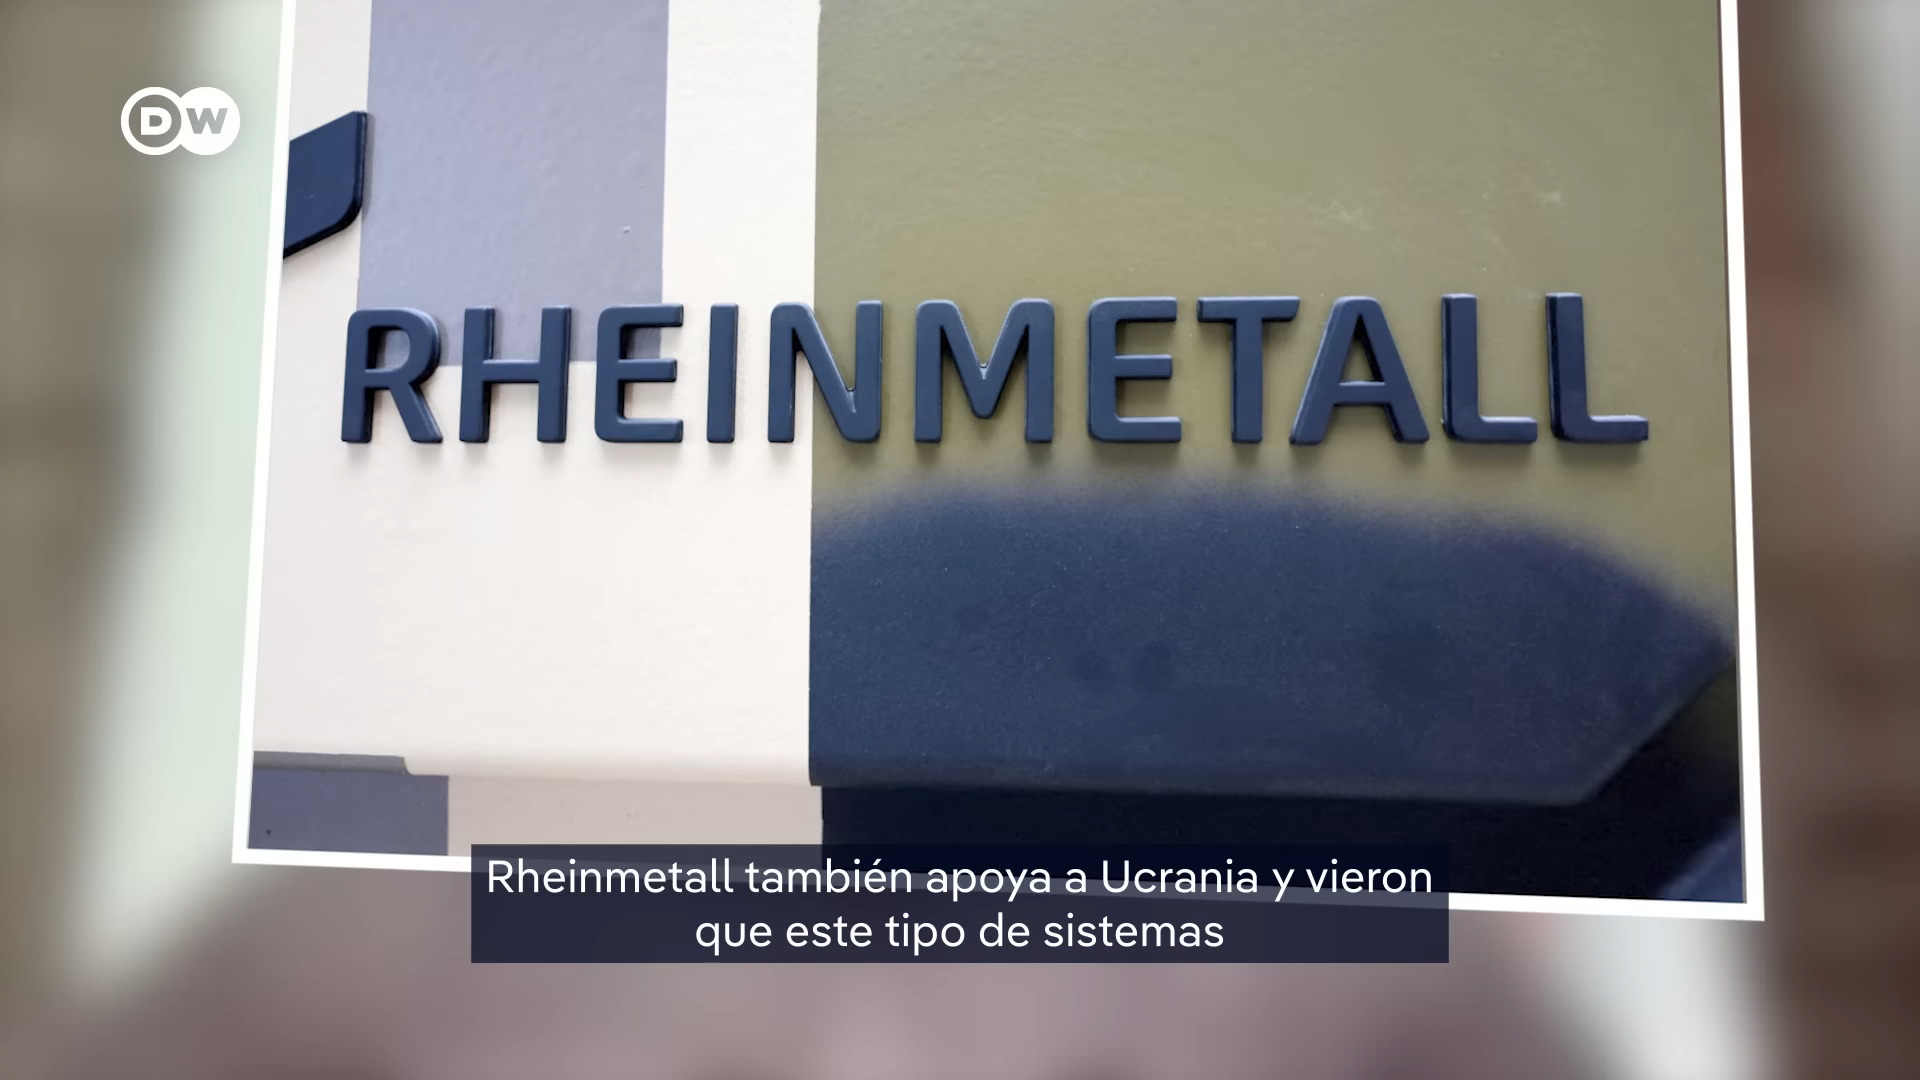 DW
RHEINMETALL
Rheinmetall también apoya a Ucrania y vieron
que este tipo de sistemas